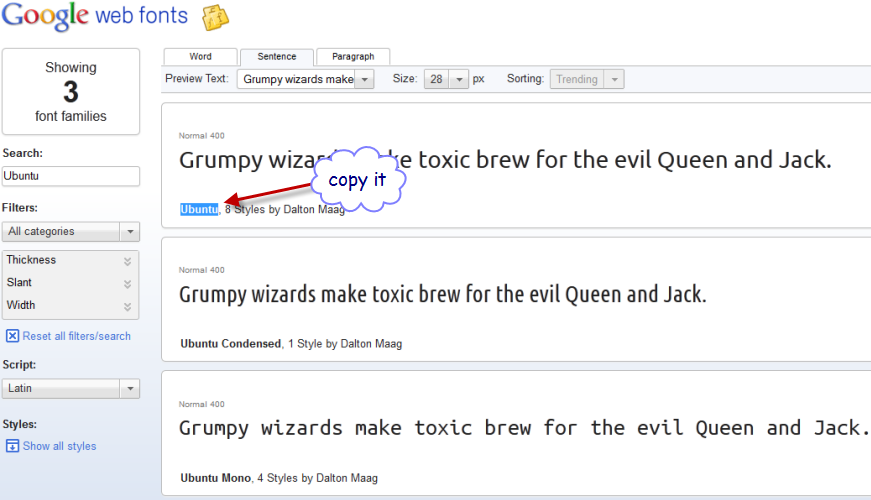 Google web fonts
Showing
3
font families
Search:
Ubuntu
Filters:
All categories
Thickness
Slant
Width
Reset all filters/search
Script:
Latin
Styles:
Show all styles
Word Sentence Paragraph
Preview Text: Grumpy wizards make Size: 28 px Sorting: Trending
Normal 400
Grumpy wizards make toxic brew for the evil Queen and Jack.
copy it
Ubuntu, 8 Styles by Dalton Maag
Normal 400
Grumpy wizards make toxic brew for the evil Queen and Jack.
Ubuntu Condensed, 1 Style by Dalton Maag
Normal 400
Grumpy wizards make toxic brew for the evil Queen and Jack.
Ubuntu Mono, 4 Styles by Dalton Maag